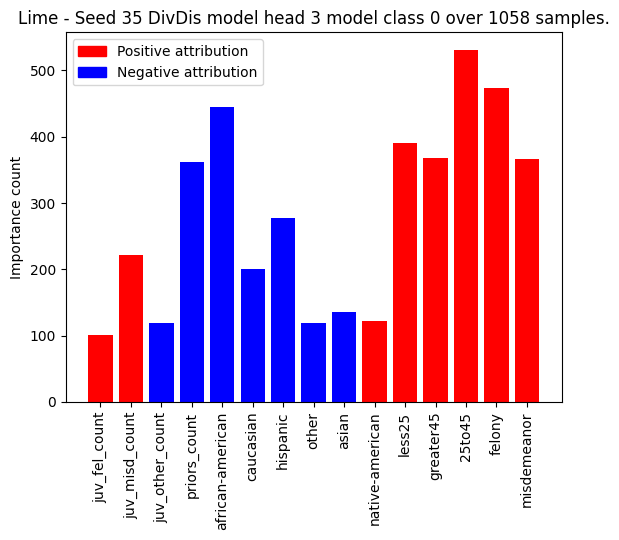 Lime - Seed 35 DivDis model head 3 model class 0 over 1058 samples.
Positive attribution
Negative attribution
Importance count
500
400
300
200
100
0
juv_fel_count
juv_misd_count
juv_other_count
priors_count
african-american
caucasian
hispanic
other
asian
native-american
less25
greater45
25to45
felony
misdemeanor